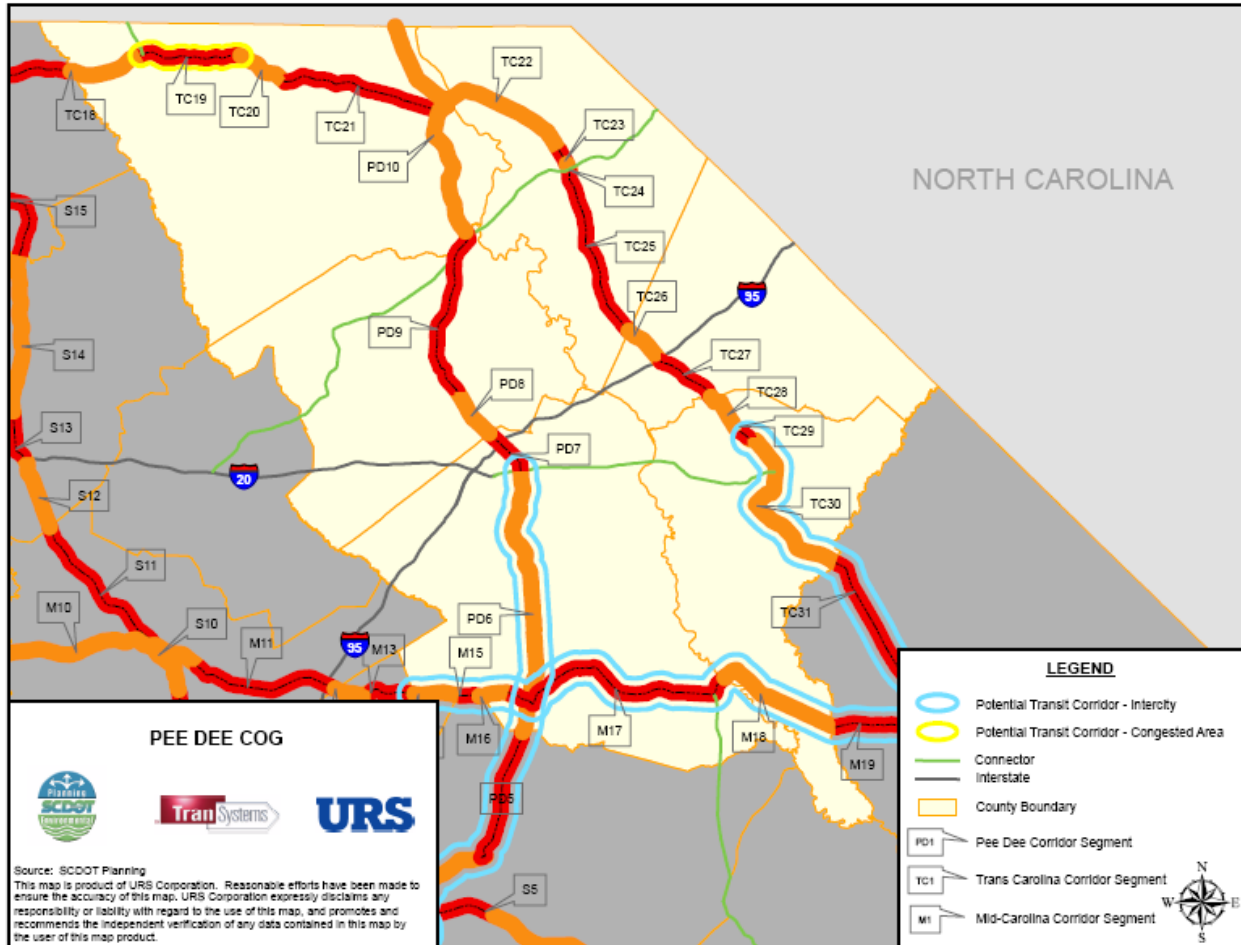 TC22
TC19
TC18
TC20
TC21
TC23
PD10
TC24
NORTH CAROLINA
S15
TC25
TC26
95
PD9
S14
TC27
PD8
TC28
S13
TC29
PD7
20
S12
TC30
S11
M10
TC31
S10
PD6
95
M11
M13
M15
M17
M16
M18
M19
PD5
S5
PEE DEE COG
Planning
SCDOT
Environmental
TranSystems
URS
Source: SCDOT Planning
This map is product of URS Corporation. Reasonable efforts have been made to
ensure the accuracy of this map. URS Corporation expressly disclaims any
responsibility or liability with regard to the use of this map, and promotes and
recommends the independent verification of any data contained in this map by
the user of this map product.
LEGEND
Potential Transit Corridor - Intercity
Potential Transit Corridor - Congested Area
Connector
Interstate
County Boundary
PD1 Pee Dee Corridor Segment
TC1 Trans Carolina Corridor Segment
M1 Mid-Carolina Corridor Segment
N
W E
S